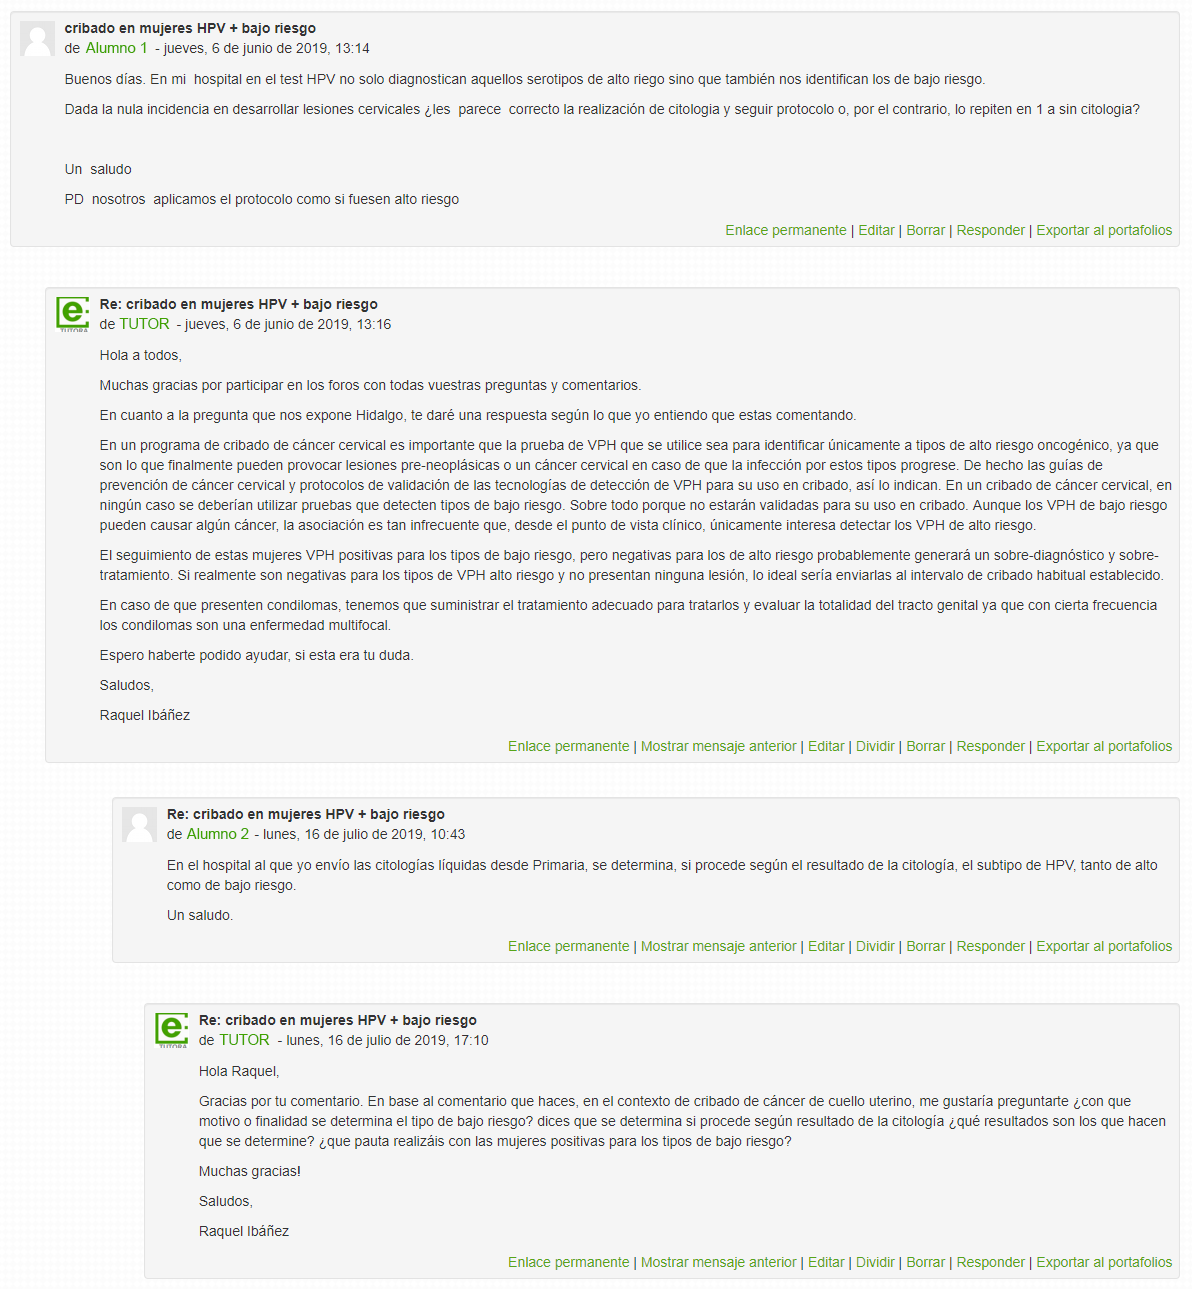 cribado en mujeres HPV + bajo riesgo
de Alumno 1 - jueves, 6 de junio de 2019, 13:14
Buenos días. En mi hospital en el test HPV no solo diagnostican aquellos serotipos de alto riego sino que también nos identifican los de bajo riesgo.
Dada la nula incidencia en desarrollar lesiones cervicales ¿les parece correcto la realización de citologia y seguir protocolo o, por el contrario, lo repiten en 1 a sin citologia?
Un saludo
PD nosotros aplicamos el protocolo como si fuesen alto riesgo
Enlace permanente | Editar | Borrar | Responder | Exportar al portafolios
e:
TUTORA
Re: cribado en mujeres HPV + bajo riesgo
de TUTOR - jueves, 6 de junio de 2019, 13:16
Hola a todos,
Muchas gracias por participar en los foros con todas vuestras preguntas y comentarios.
En cuanto a la pregunta que nos expone Hidalgo, te daré una respuesta según lo que yo entiendo que estas comentando.
En un programa de cribado de cáncer cervical es importante que la prueba de VPH que se utilice sea para identificar únicamente a tipos de alto riesgo oncogénico, ya que
son lo que finalmente pueden provocar lesiones pre-neoplásicas o un cáncer cervical en caso de que la infección por estos tipos progrese. De hecho las guías de
prevención de cáncer cervical y protocolos de validación de las tecnologías de detección de VPH para su uso en cribado, así lo indican. En un cribado de cáncer cervical, en
ningún caso se deberían utilizar pruebas que detecten tipos de bajo riesgo. Sobre todo porque no estarán validadas para su uso en cribado. Aunque los VPH de bajo riesgo
pueden causar algún cáncer, la asociación es tan infrecuente que, desde el punto de vista clínico, únicamente interesa detectar los VPH de alto riesgo.
El seguimiento de estas mujeres VPH positivas para los tipos de bajo riesgo, pero negativas para los de alto riesgo probablemente generará un sobre-diagnóstico y sobre-
tratamiento. Si realmente son negativas para los tipos de VPH alto riesgo y no presentan ninguna lesión, lo ideal sería enviarlas al intervalo de cribado habitual establecido.
En caso de que presenten condilomas, tenemos que suministrar el tratamiento adecuado para tratarlos y evaluar la totalidad del tracto genital ya que con cierta frecuencia
los condilomas son una enfermedad multifocal.
Espero haberte podido ayudar, si esta era tu duda.
Saludos,
Raquel Ibáñez
Enlace permanente | Mostrar mensaje anterior | Editar | Dividir | Borrar | Responder | Exportar al portafolios
Re: cribado en mujeres HPV + bajo riesgo
de Alumno 2 - lunes, 16 de julio de 2019, 10:43
En el hospital al que yo envío las citologías líquidas desde Primaria, se determina, si procede según el resultado de la citología, el subtipo de HPV, tanto de alto
como de bajo riesgo.
Un saludo.
Enlace permanente | Mostrar mensaje anterior | Editar | Dividir | Borrar | Responder | Exportar al portafolios
e:
TUTORA
Re: cribado en mujeres HPV + bajo riesgo
de TUTOR - lunes, 16 de julio de 2019, 17:10
Hola Raquel,
Gracias por tu comentario. En base al comentario que haces, en el contexto de cribado de cáncer de cuello uterino, me gustaría preguntarte ¿con que
motivo o finalidad se determina el tipo de bajo riesgo? dices que se determina si procede según resultado de la citología ¿qué resultados son los que hacen
que se determine? ¿que pauta realizáis con las mujeres positivas para los tipos de bajo riesgo?
Muchas gracias!
Saludos,
Raquel Ibáñez
Enlace permanente | Mostrar mensaje anterior | Editar | Dividir | Borrar | Responder | Exportar al portafolios